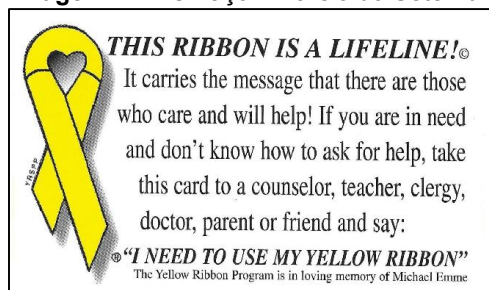 THIS RIBBON IS A LIFELINE!©
It carries the message that there are those
who care and will help! If you are in need
and don't know how to ask for help, take
this card to a counselor, teacher, clergy,
doctor, parent or friend and say:
® "I NEED TO USE MY YELLOW RIBBON"
The Yellow Ribbon Program is in loving memory of Michael Emme
YASPP